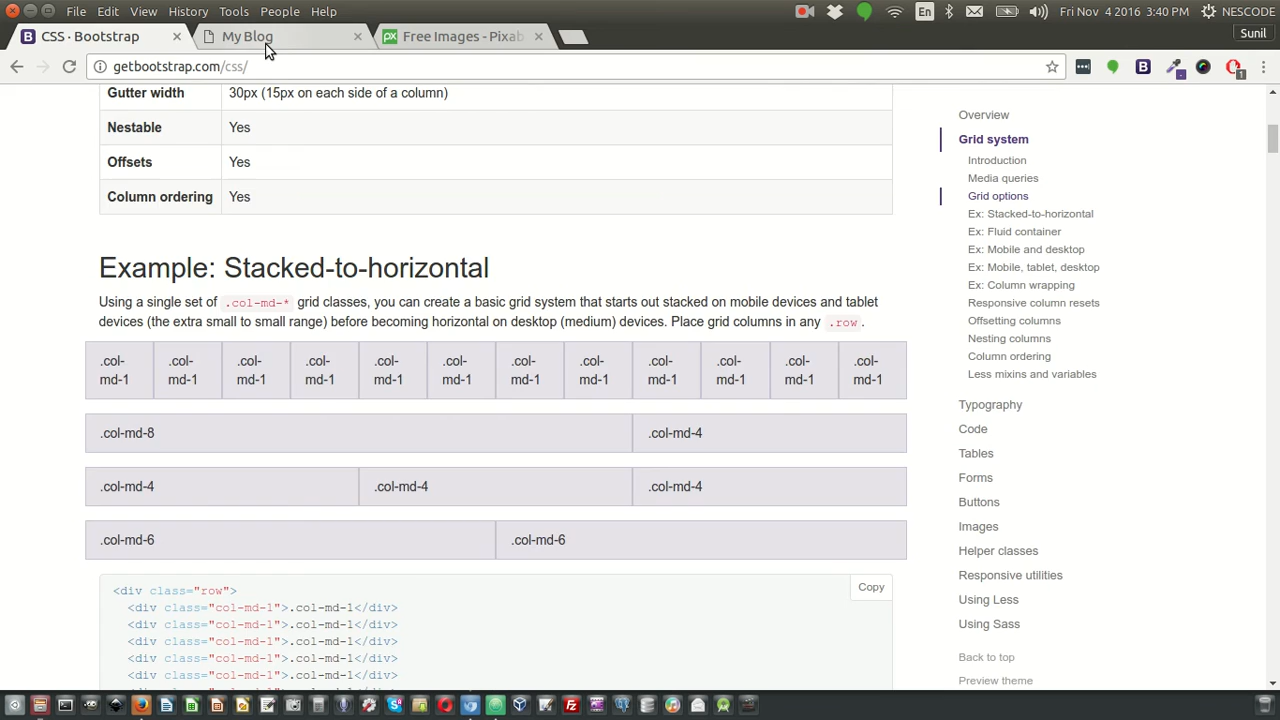 File Edit View History Tools People Help
En
Fri Nov 4 2016 3:40 PM
NESCODE
CSS · Bootstrap
My Blog
Free Images - Pixab
Sunil
getbootstrap.com/css/
1
Gutter width 30px (15px on each side of a column)
Nestable Yes
Offsets Yes
Column ordering Yes
Example: Stacked-to-horizontal
Using a single set of .col-md-* grid classes, you can create a basic grid system that starts out stacked on mobile devices and tablet
devices (the extra small to small range) before becoming horizontal on desktop (medium) devices. Place grid columns in any .row.
.col- .col- .col- .col- .col- .col- .col- .col- .col- .col- .col- .col-
md-1 md-1 md-1 md-1 md-1 md-1 md-1 md-1 md-1 md-1 md-1 md-1
.col-md-8 .col-md-4
.col-md-4 .col-md-4 .col-md-4
.col-md-6 .col-md-6
Copy
<div class="row">
<div class="col-md-1">.col-md-1</div>
<div class="col-md-1">.col-md-1</div>
<div class="col-md-1">.col-md-1</div>
<div class="col-md-1">.col-md-1</div>
<div class="col-md-1">.col-md-1</div>
Overview
Grid system
Introduction
Media queries
Grid options
Ex: Stacked-to-horizontal
Ex: Fluid container
Ex: Mobile and desktop
Ex: Mobile, tablet, desktop
Ex: Column wrapping
Responsive column resets
Offsetting columns
Nesting columns
Column ordering
Less mixins and variables
Typography
Code
Tables
Forms
Buttons
Images
Helper classes
Responsive utilities
Using Less
Using Sass
Back to top
Preview theme